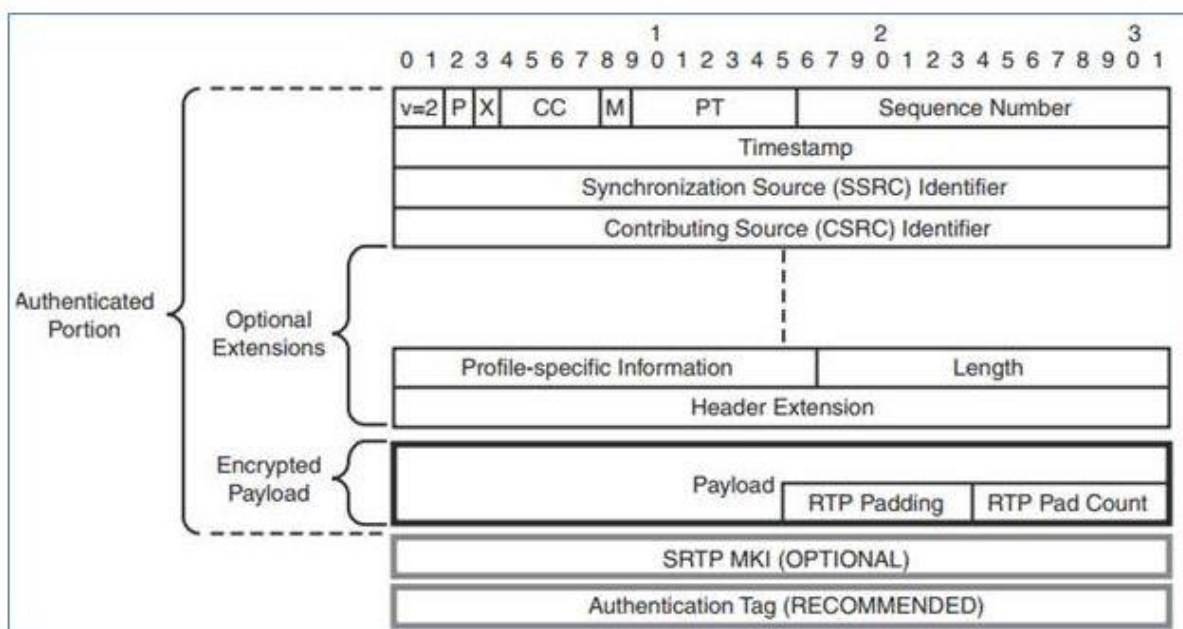 1 2 3
0 1 2 3 4 5 6 7 8 9 0 1 2 3 4 5 6 7 8 9 0 1 2 3 4 5 6 7 8 9 0 1
v=2 P X CC M PT Sequence Number
Timestamp
Synchronization Source (SSRC) Identifier
Contributing Source (CSRC) Identifier
Authenticated
Portion
Optional
Extensions
Profile-specific Information Length
Header Extension
Encrypted
Payload
Payload
RTP Padding RTP Pad Count
SRTP MKI (OPTIONAL)
Authentication Tag (RECOMMENDED)